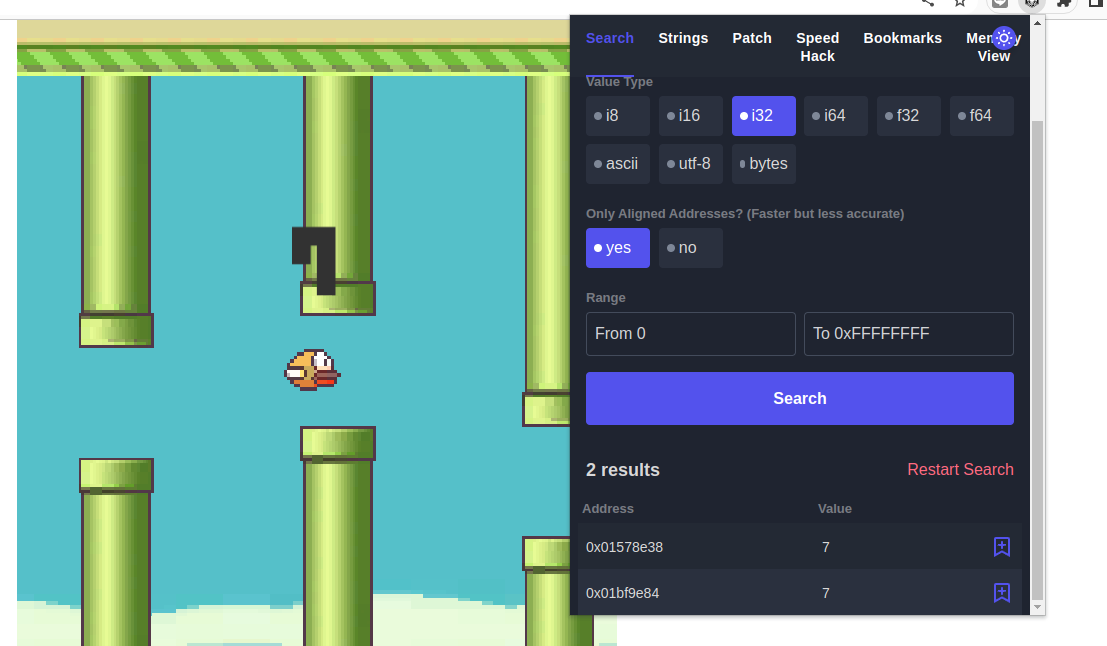 7
Search Strings Patch Speed Hack Bookmarks Memory View
Value Type
i8 i16 i32 i64 f32 f64
ascii utf-8 bytes
Only Aligned Addresses? (Faster but less accurate)
yes no
Range
From 0 To 0xFFFFFFFF
Search
2 results Restart Search
Address Value
0x01578e38 7
0x01bf9e84 7